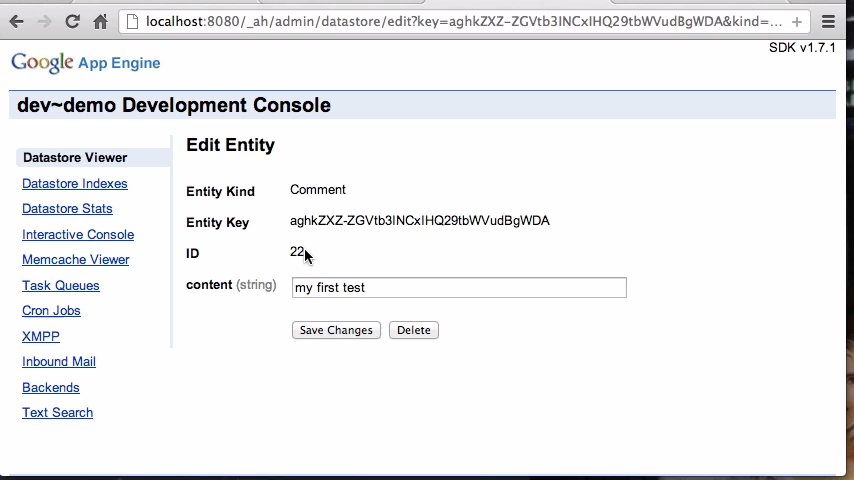 localhost:8080/_ah/admin/datastore/edit?key=aghkZXZ-ZGVtb3INCxIHQ29tbWVudBgWDA&kind=...
SDK v1.7.1
Google App Engine
dev~demo Development Console
Datastore Viewer
Datastore Indexes
Datastore Stats
Interactive Console
Memcache Viewer
Task Queues
Cron Jobs
XMPP
Inbound Mail
Backends
Text Search
Edit Entity
Entity Kind Comment
Entity Key aghkZXZ-ZGVtb3INCxIHQ29tbWVudBgWDA
ID 22
content (string) my first test
Save Changes Delete